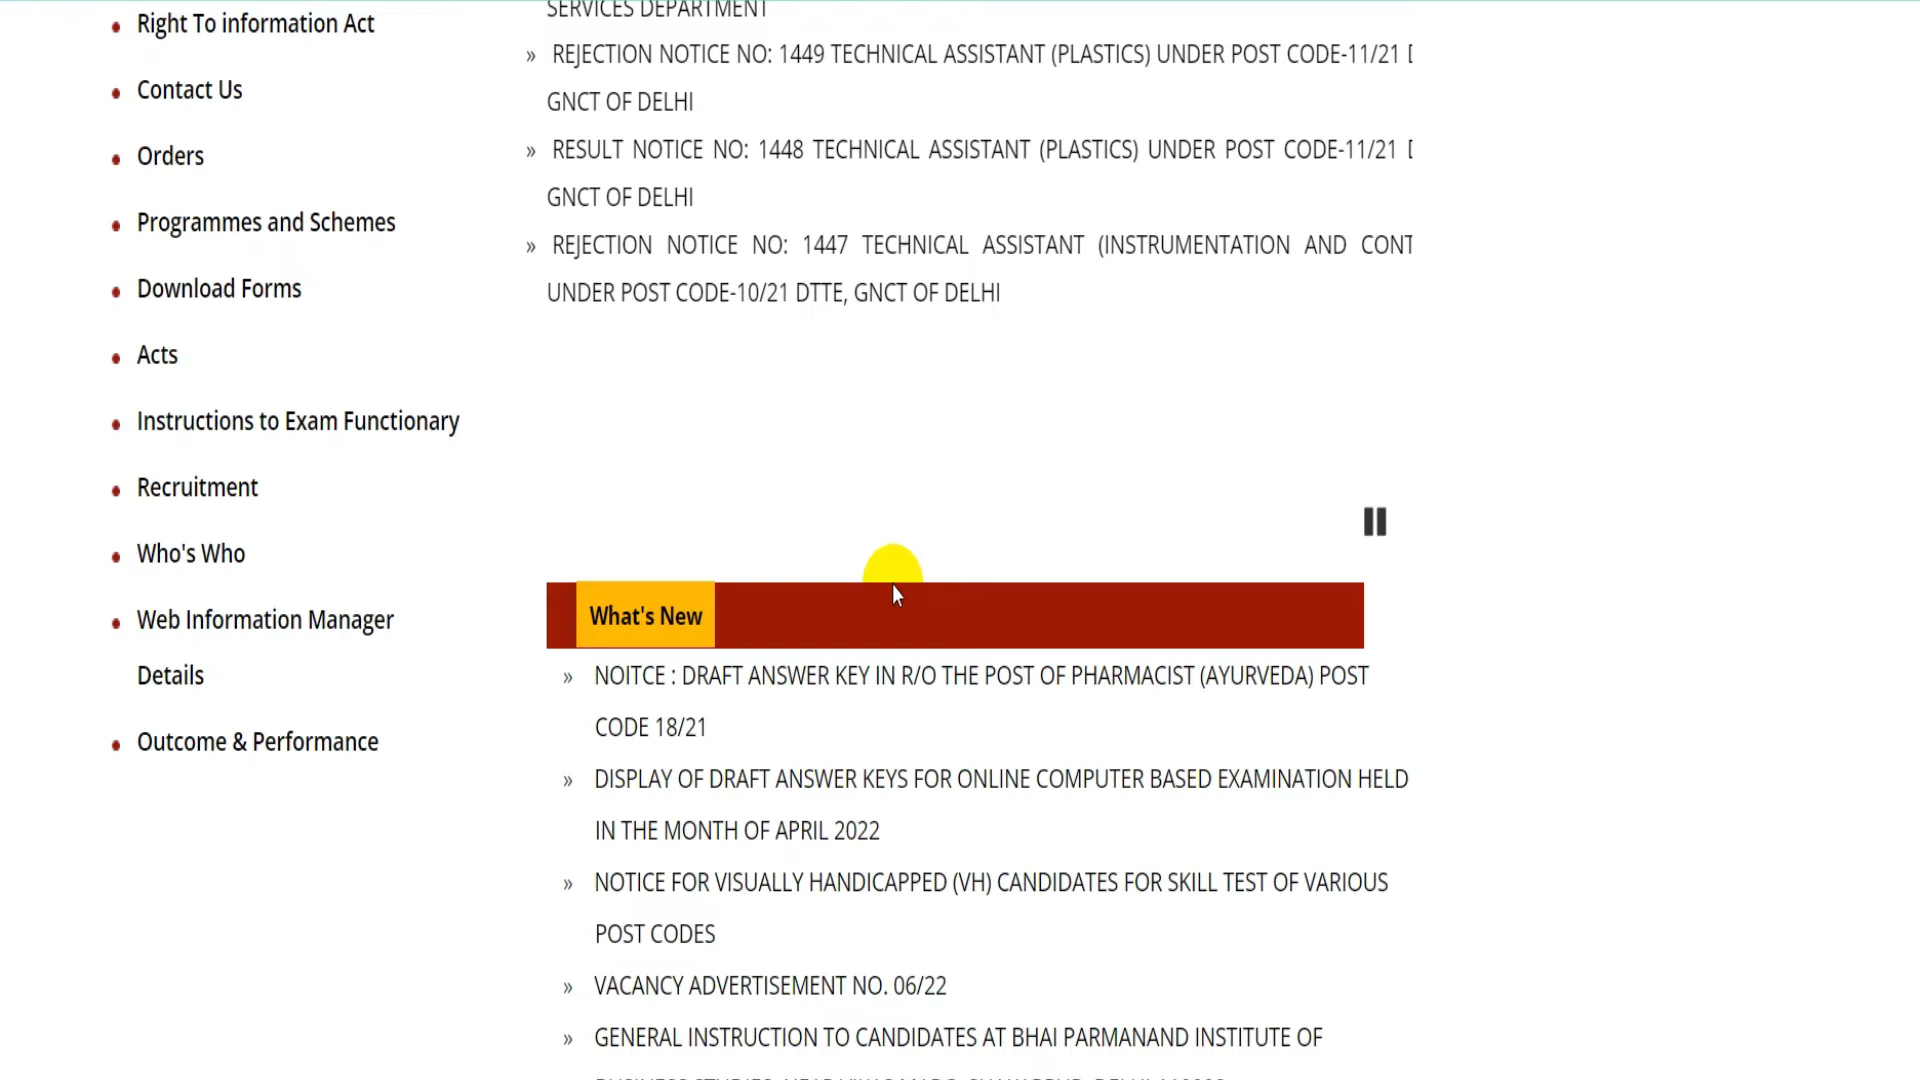 Right To information Act
Contact Us
Orders
Programmes and Schemes
Download Forms
Acts
Instructions to Exam Functionary
Recruitment
Who's Who
Web Information Manager
Details
Outcome & Performance
SERVICES DEPARTMENT
» REJECTION NOTICE NO: 1449 TECHNICAL ASSISTANT (PLASTICS) UNDER POST CODE-11/21
GNCT OF DELHI
» RESULT NOTICE NO: 1448 TECHNICAL ASSISTANT (PLASTICS) UNDER POST CODE-11/21
GNCT OF DELHI
» REJECTION NOTICE NO: 1447 TECHNICAL ASSISTANT (INSTRUMENTATION AND CONT
UNDER POST CODE-10/21 DTTE, GNCT OF DELHI
What's New
» NOITCE : DRAFT ANSWER KEY IN R/O THE POST OF PHARMACIST (AYURVEDA) POST
CODE 18/21
» DISPLAY OF DRAFT ANSWER KEYS FOR ONLINE COMPUTER BASED EXAMINATION HELD
IN THE MONTH OF APRIL 2022
» NOTICE FOR VISUALLY HANDICAPPED (VH) CANDIDATES FOR SKILL TEST OF VARIOUS
POST CODES
» VACANCY ADVERTISEMENT NO. 06/22
» GENERAL INSTRUCTION TO CANDIDATES AT BHAI PARMANAND INSTITUTE OF